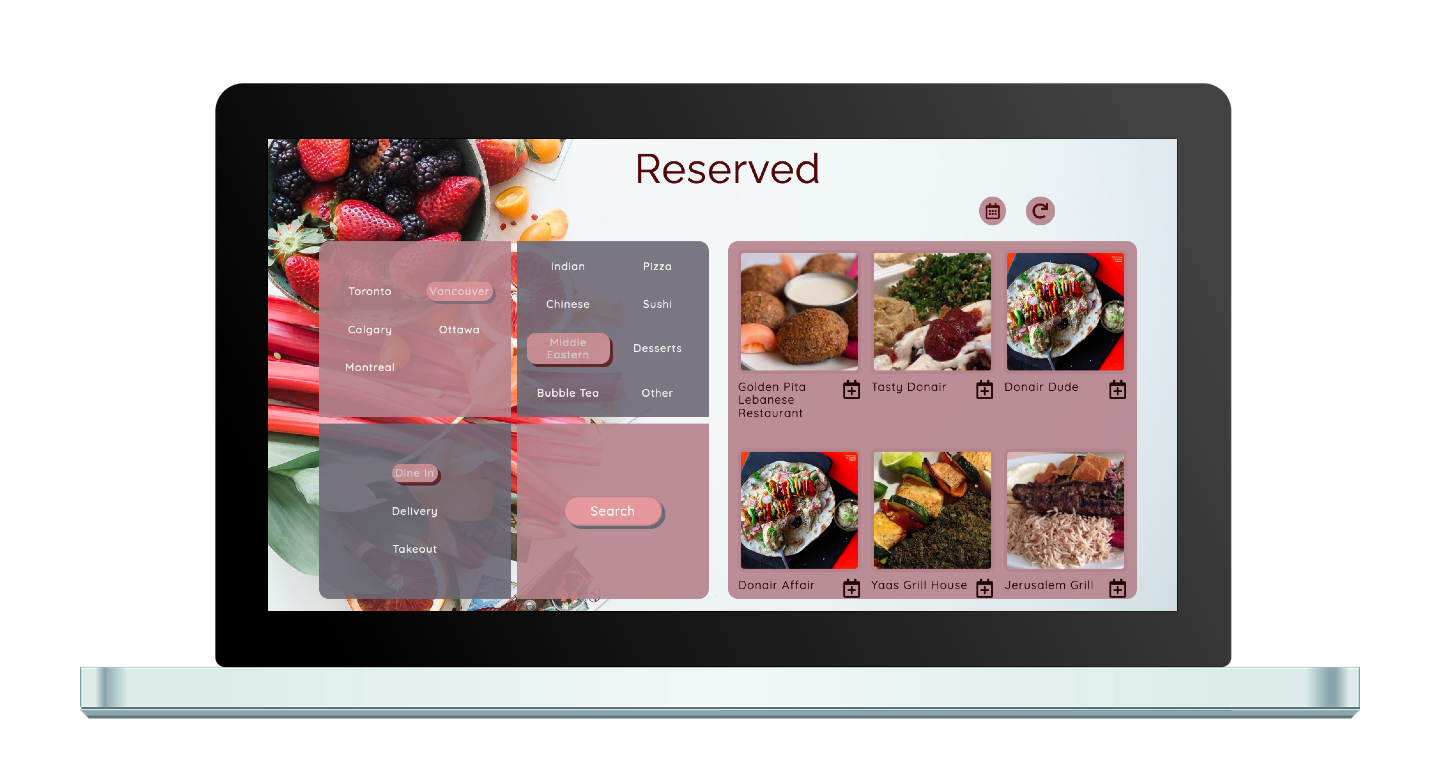 Reserved
Toronto
Vancouver
Calgary
Ottawa
Montreal
Indian
Pizza
Chinese
Sushi
Middle
Eastern
Desserts
Bubble Tea
Other
Dine In
Delivery
Takeout
Search
Golden Pita
Lebanese
Restaurant
Tasty Donair
Donair Dude
Donair Affair
Yaas Grill House
Jerusalem Grill